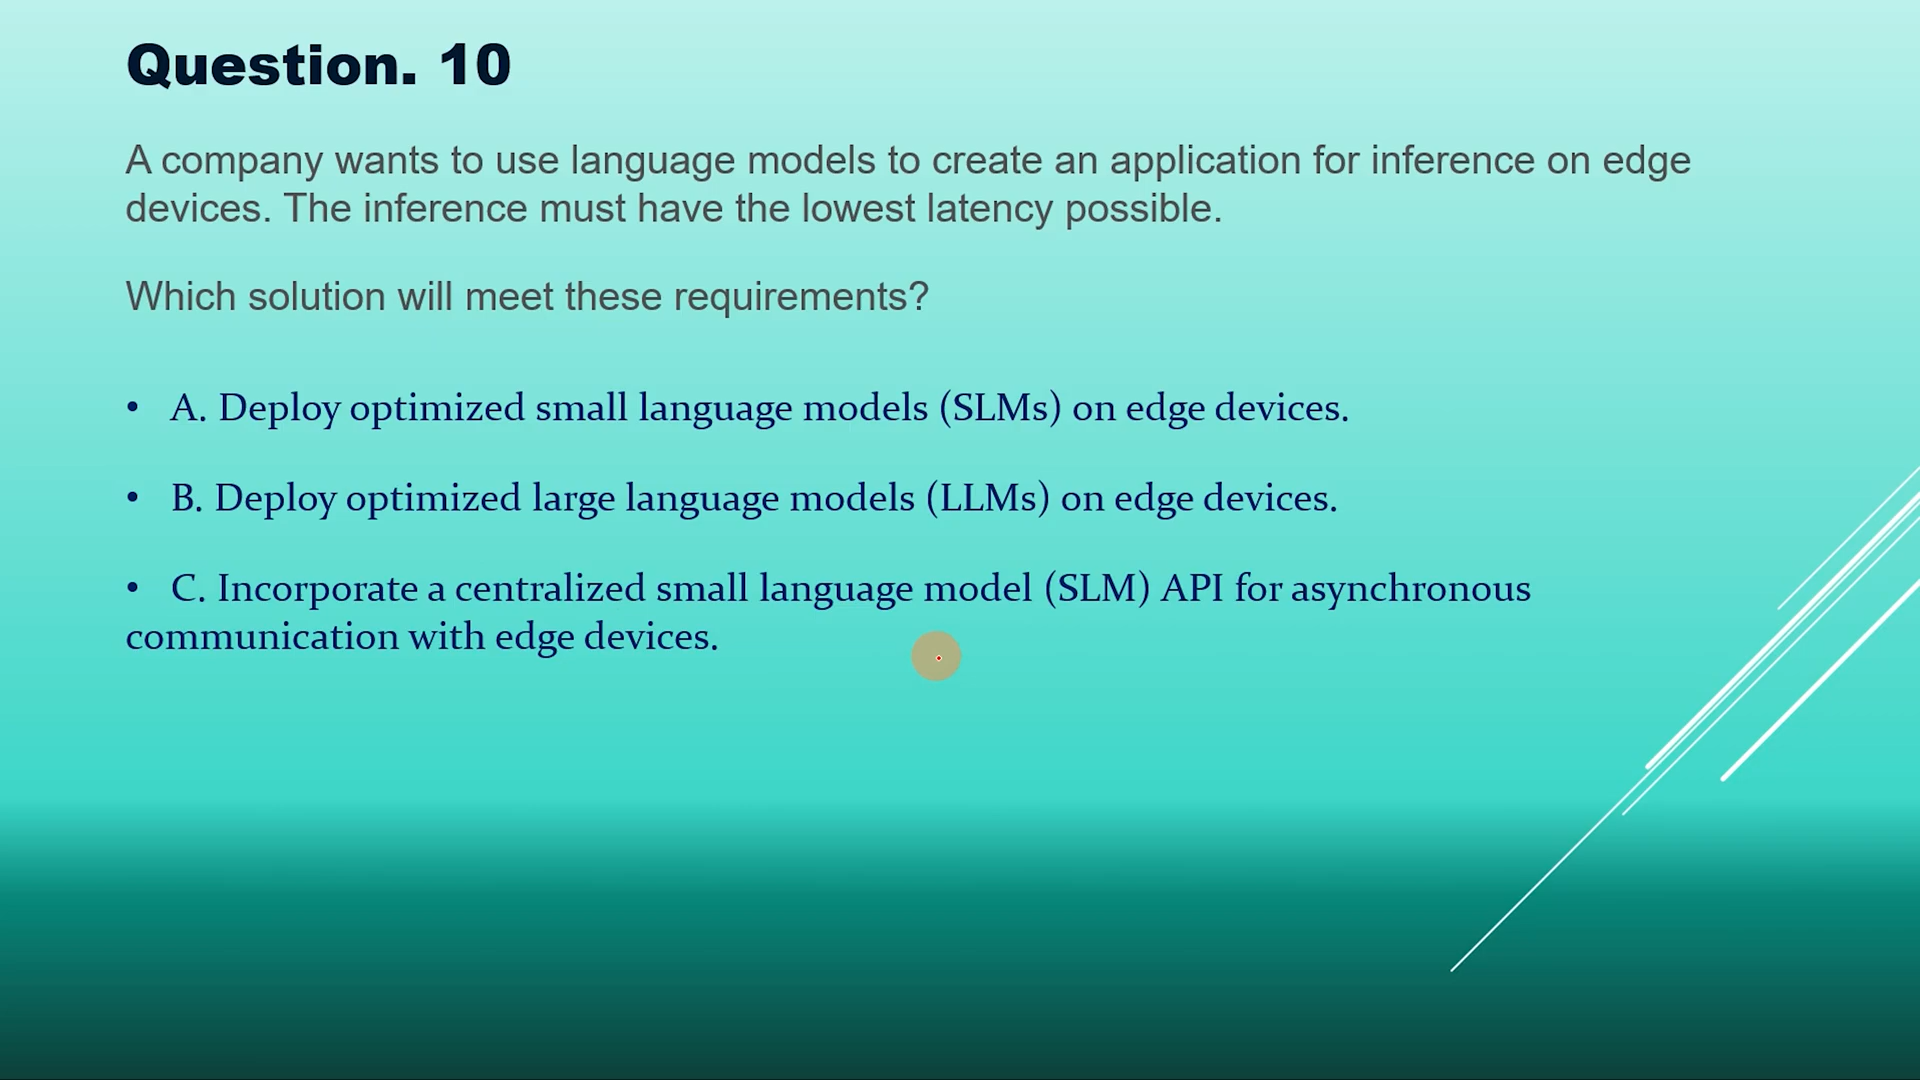 Question. 10
A company wants to use language models to create an application for inference on edge
devices. The inference must have the lowest latency possible.
Which solution will meet these requirements?
• A. Deploy optimized small language models (SLMs) on edge devices.
• B. Deploy optimized large language models (LLMs) on edge devices.
• C. Incorporate a centralized small language model (SLM) API for asynchronous
communication with edge devices.